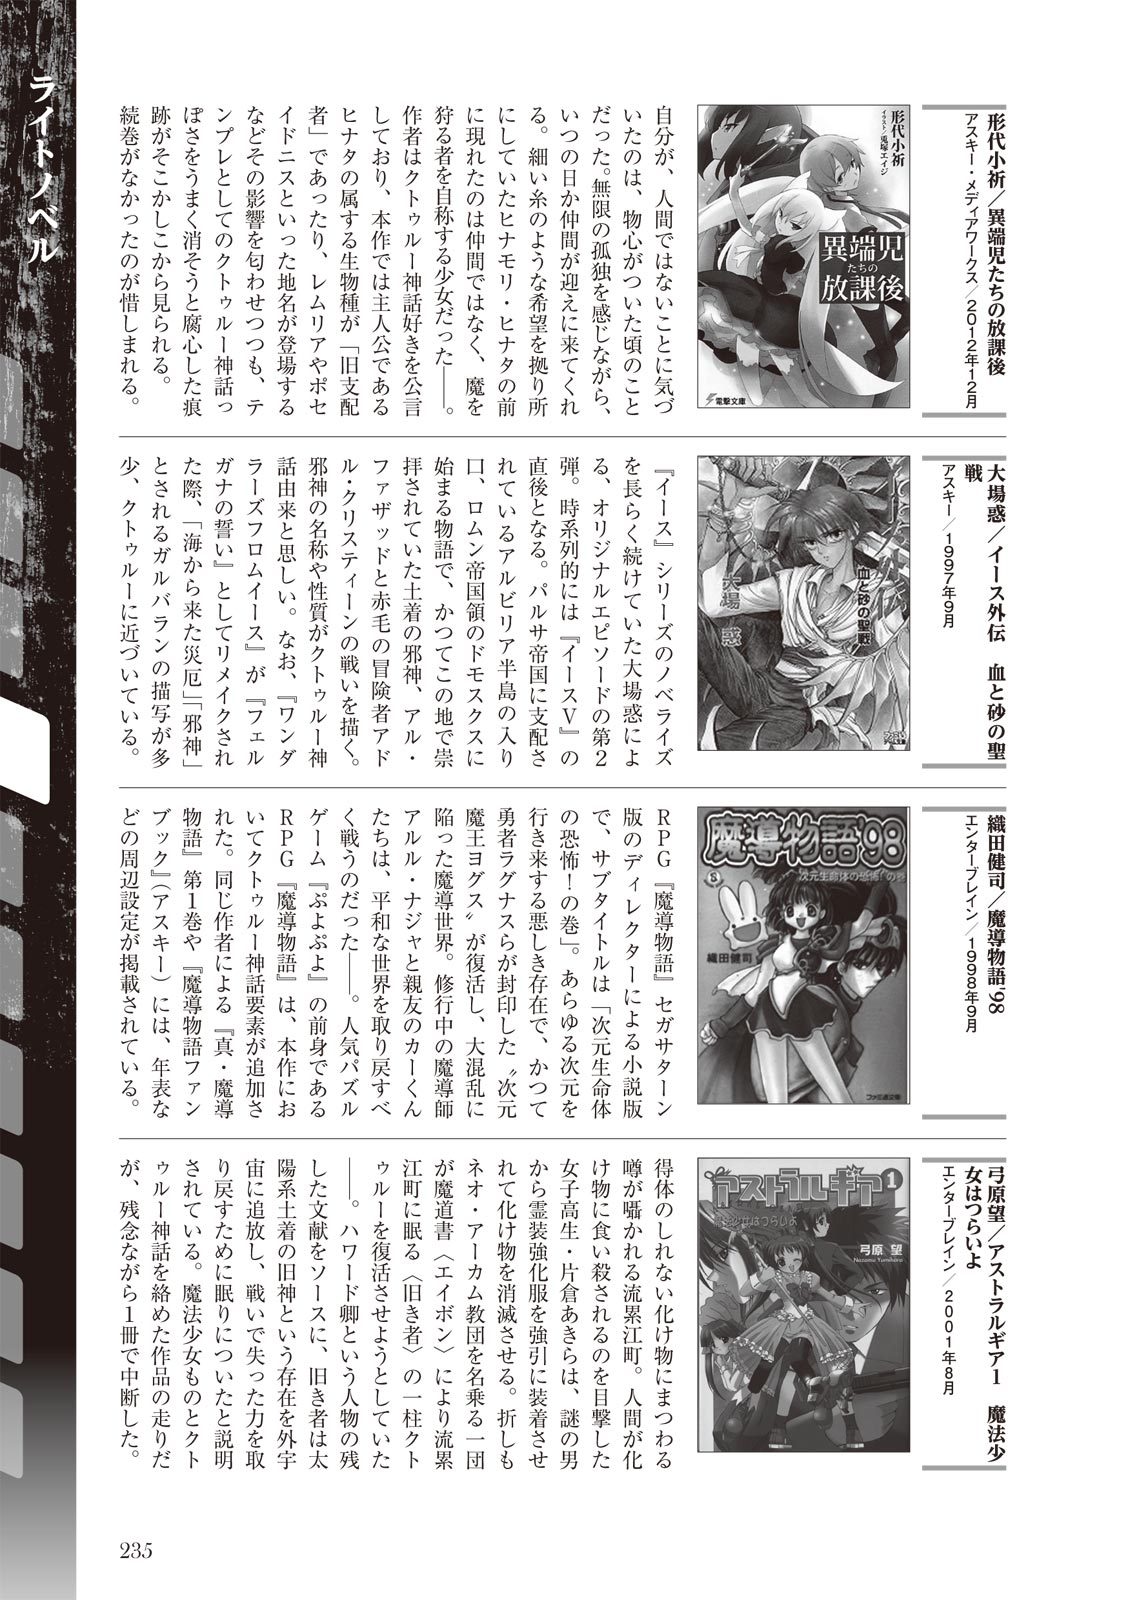 ライトノベル
形代小祈／異端児たちの放課後
アスキー・メディアワークス／2012年12月
形代小祈
イラスト／兎塚エイジ
異端児
たちの
放課後
電撃文庫
自分が、人間ではないことに気づ
いたのは、物心がついた頃のこと
だった。無限の孤独を感じながら、
いつの日か仲間が迎えに来てくれ
る。細い糸のような希望を拠り所
にしていたヒナモリ・ヒナタの前
に現れたのは仲間ではなく、魔を
狩る者を自称する少女だった――。
作者はクトゥルー神話好きを公言
しており、本作では主人公である
ヒナタの属する生物種が「旧支配
者」であったり、レムリアやポセ
イドニスといった地名が登場する
などその影響を匂わせつつも、テ
ンプレとしてのクトゥルー神話っ
ぽさをうまく消そうと腐心した痕
跡がそこかしこから見られる。
続巻がなかったのが惜しまれる。
大場惑／イース外伝　血と砂の聖
戦
アスキー／1997年9月
血と砂の聖戦
大場 惑
『イース』シリーズのノベライズ
を長らく続けていた大場惑によ
る、オリジナルエピソードの第2
弾。時系列的には『イースⅤ』の
直後となる。パルサ帝国に支配さ
れているアルビリア半島の入り
口、ロムン帝国領のドモスクスに
始まる物語で、かつてこの地で崇
拝されていた土着の邪神、アル・
ファザッドと赤毛の冒険者アド
ル・クリスティーンの戦いを描く。
邪神の名称や性質がクトゥルー神
話由来と思しい。なお、『ワンダ
ラーズフロムイース』が『フェル
ガナの誓い』としてリメイクされ
た際、「海から来た災厄」「邪神」
とされるガルバランの描写が多
少、クトゥルーに近づいている。
織田健司／魔導物語'98
エンターブレイン／1998年9月
魔導物語'98
次元生命体の恐怖!の巻
織田健司
ファミ通文庫
RPG『魔導物語』セガサターン
版のディレクターによる小説版
で、サブタイトルは「次元生命体
の恐怖！の巻」。あらゆる次元を
行き来する悪しき存在で、かつて
勇者ラグナスらが封印した〝次元
魔王ヨグス〟が復活し、大混乱に
陥った魔導世界。修行中の魔導師
アルル・ナジャと親友のカーくん
たちは、平和な世界を取り戻すべ
く戦うのだった――。人気パズル
ゲーム『ぷよぷよ』の前身である
RPG『魔導物語』は、本作にお
いてクトゥルー神話要素が追加さ
れた。同じ作者による『真・魔導
物語』第1巻や『魔導物語ファン
ブック』（アスキー）には、年表な
どの周辺設定が掲載されている。
弓原望／アストラルギア1　魔法少
女はつらいよ
エンターブレイン／2001年8月
アストラルギア1
魔法少女はつらいよ
弓原 望
Nozomu Yumihara
得体のしれない化け物にまつわる
噂が囁かれる流累江町。人間が化
け物に食い殺されるのを目撃した
女子高生・片倉あきらは、謎の男
から霊装強化服を強引に装着させ
れて化け物を消滅させる。折しも
ネオ・アーカム教団を名乗る一団
が魔道書〈エイボン〉により流累
江町に眠る〈旧き者〉の一柱クト
ゥルーを復活させようとしていた
――。ハワード卿という人物の残
した文献をソースに、旧き者は太
陽系土着の旧神という存在を外宇
宙に追放し、戦いで失った力を取
り戻すために眠りについたと説明
されている。魔法少女ものとクト
ゥルー神話を絡めた作品の走りだ
が、残念ながら1冊で中断した。
235